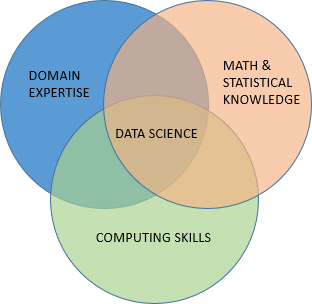 DOMAIN
EXPERTISE
MATH &
STATISTICAL
KNOWLEDGE
DATA SCIENCE
COMPUTING SKILLS